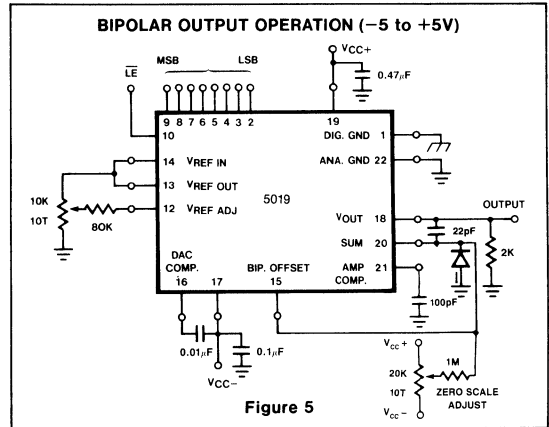 BIPOLAR OUTPUT OPERATION (−5 to +5V)
VCC+
MSB LSB
LE
0.47µF
9 8 7 6 5 4 3 2
19
10
DIG. GND 1
14 VREF IN
ANA. GND 22
13 VREF OUT
5019
10K
10T
80K
12 VREF ADJ
VOUT 18
OUTPUT
22pF
SUM 20
2K
DAC
COMP.
BIP. OFFSET
AMP
COMP.
21
16 17 15
100pF
0.01µF
0.1µF
VCC−
VCC+
1M
20K
10T
ZERO SCALE
ADJUST
VCC−
Figure 5